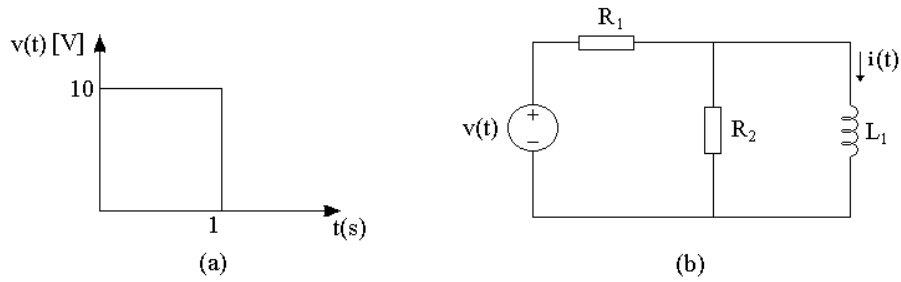 v(t) [V]
10
1
t(s)
(a)
R₁
v(t)
+
−
R₂
i(t)
L₁
(b)